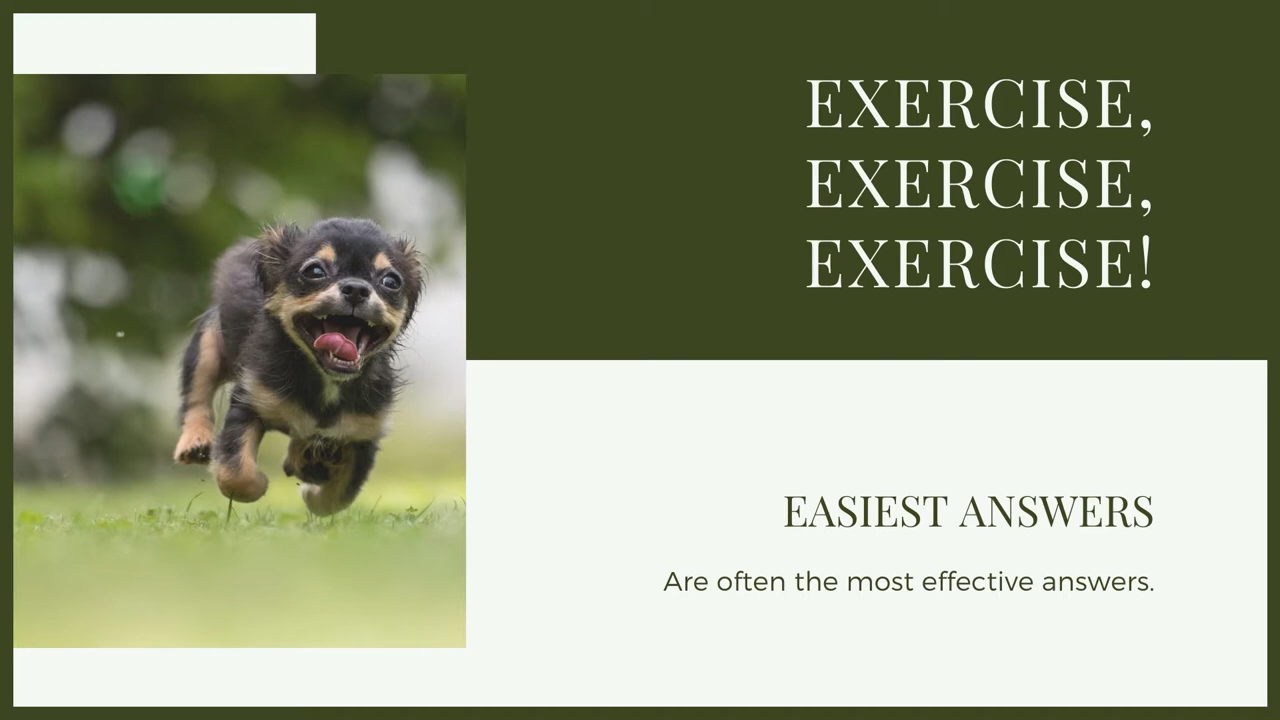 EXERCISE,
EXERCISE,
EXERCISE!
EASIEST ANSWERS
Are often the most effective answers.